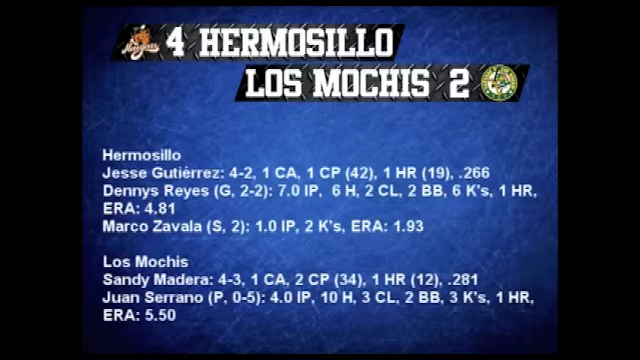 4 HERMOSILLO
LOS MOCHIS 2
Hermosillo
Jesse Gutiérrez: 4-2, 1 CA, 1 CP (42), 1 HR (19), .266
Dennys Reyes (G, 2-2): 7.0 IP, 6 H, 2 CL, 2 BB, 6 K's, 1 HR,
ERA: 4.81
Marco Zavala (S, 2): 1.0 IP, 2 K's, ERA: 1.93
Los Mochis
Sandy Madera: 4-3, 1 CA, 2 CP (34), 1 HR (12), .281
Juan Serrano (P, 0-5): 4.0 IP, 10 H, 3 CL, 2 BB, 3 K's, 1 HR,
ERA: 5.50